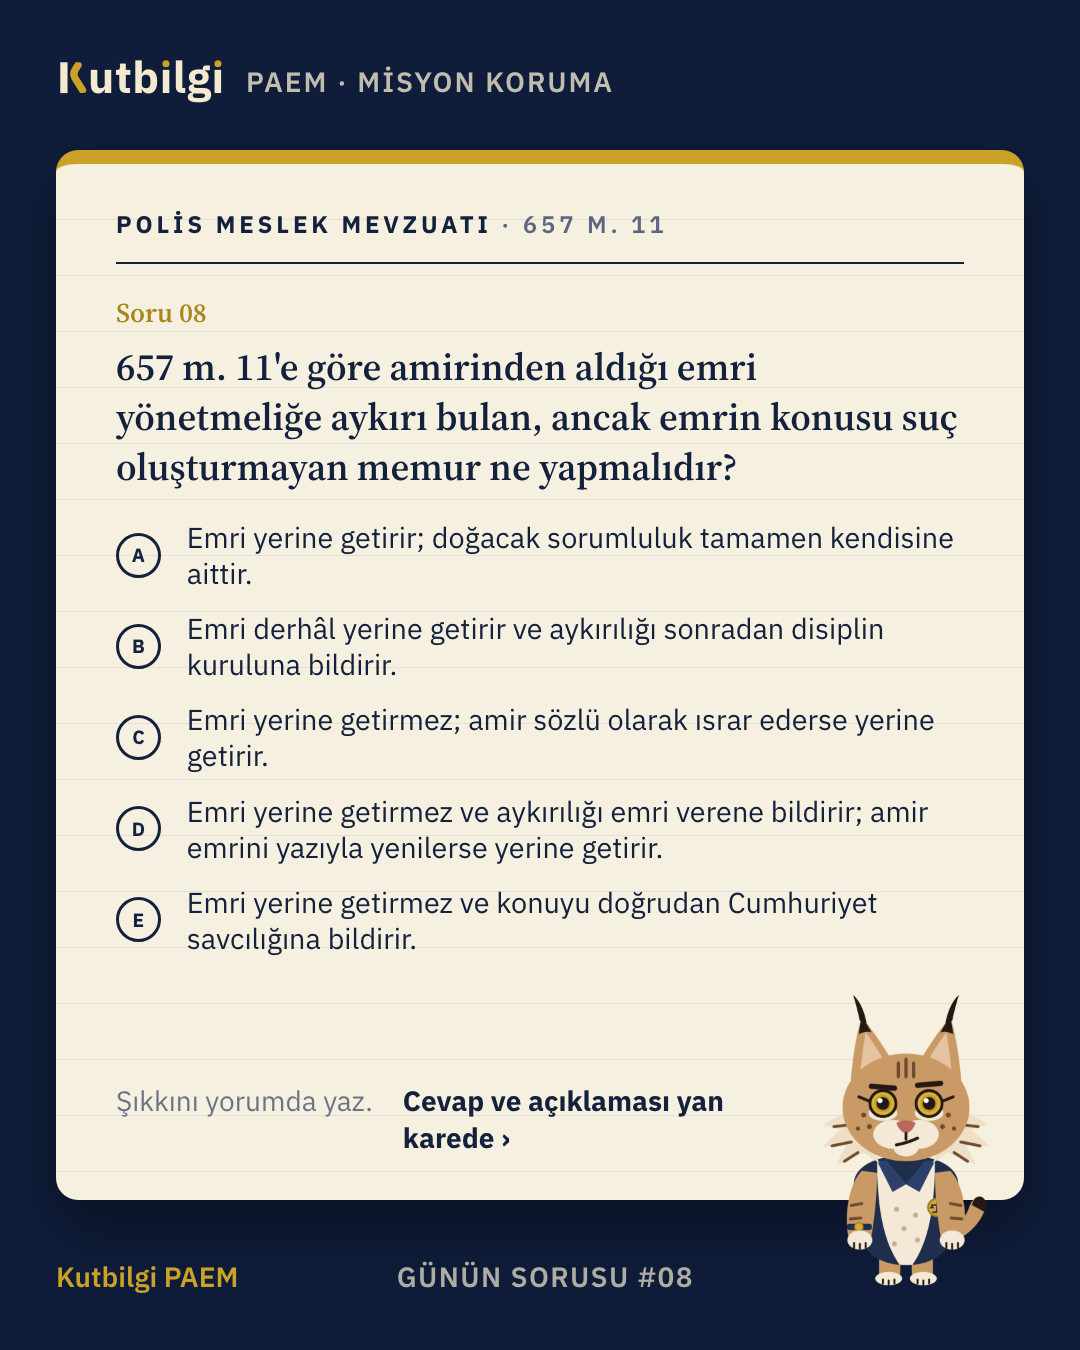 Kutbilgi PAEM · MİSYON KORUMA
POLİS MESLEK MEVZUATI · 657 M. 11
Soru 08
657 m. 11'e göre amirinden aldığı emri
yönetmeliğe aykırı bulan, ancak emrin konusu suç
oluşturmayan memur ne yapmalıdır?
A Emri yerine getirir; doğacak sorumluluk tamamen kendisine
aittir.
B Emri derhâl yerine getirir ve aykırılığı sonradan disiplin
kuruluna bildirir.
C Emri yerine getirmez; amir sözlü olarak ısrar ederse yerine
getirir.
D Emri yerine getirmez ve aykırılığı emri verene bildirir; amir
emrini yazıyla yenilerse yerine getirir.
E Emri yerine getirmez ve konuyu doğrudan Cumhuriyet
savcılığına bildirir.
Şıkkını yorumda yaz. Cevap ve açıklaması yan
karede ›
Kutbilgi PAEM GÜNÜN SORUSU #08